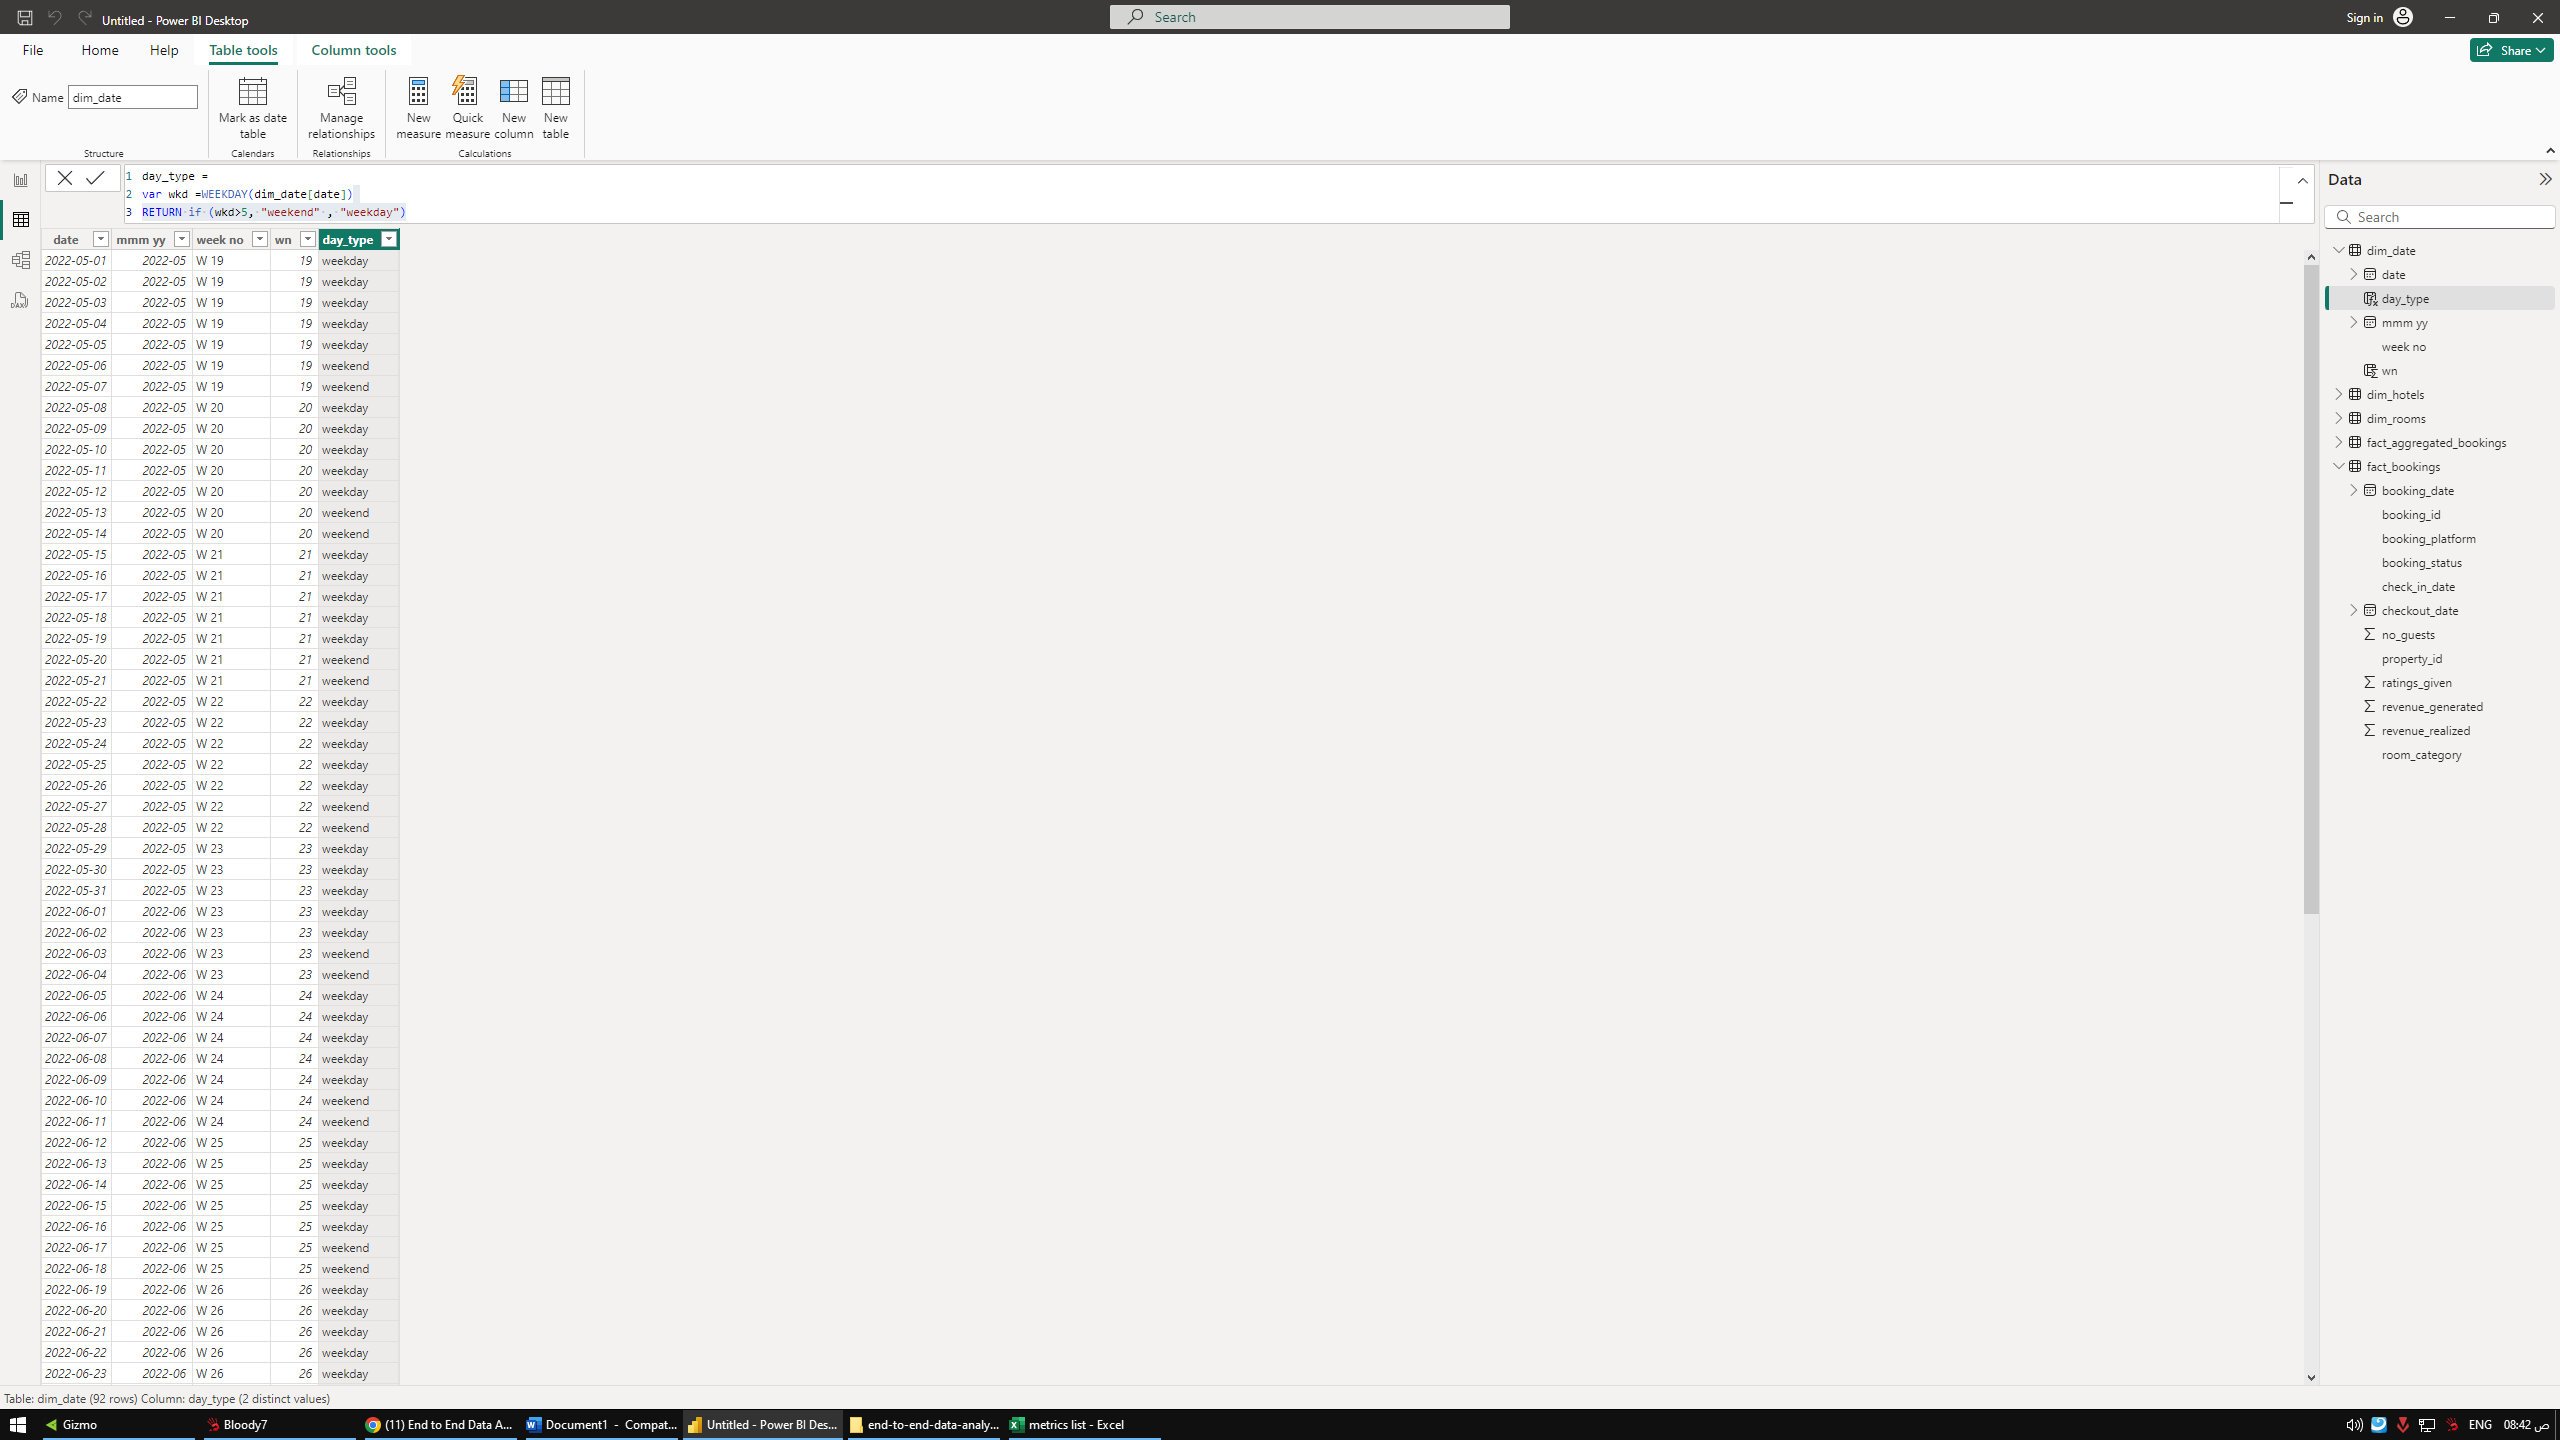 Untitled - Power BI Desktop
Search
Sign in
File Home Help Table tools Column tools
Share
Name dim_date
Mark as date table
Manage relationships
New measure
Quick measure
New column
New table
Structure Calendars Relationships Calculations
1 day_type =
2 var wkd =WEEKDAY(dim_date[date])
3 RETURN if (wkd>5, "weekend" , "weekday")
date mmm yy week no wn day_type
2022-05-01 2022-05 W 19 19 weekday
2022-05-02 2022-05 W 19 19 weekday
2022-05-03 2022-05 W 19 19 weekday
2022-05-04 2022-05 W 19 19 weekday
2022-05-05 2022-05 W 19 19 weekday
2022-05-06 2022-05 W 19 19 weekend
2022-05-07 2022-05 W 19 19 weekend
2022-05-08 2022-05 W 20 20 weekday
2022-05-09 2022-05 W 20 20 weekday
2022-05-10 2022-05 W 20 20 weekday
2022-05-11 2022-05 W 20 20 weekday
2022-05-12 2022-05 W 20 20 weekday
2022-05-13 2022-05 W 20 20 weekend
2022-05-14 2022-05 W 20 20 weekend
2022-05-15 2022-05 W 21 21 weekday
2022-05-16 2022-05 W 21 21 weekday
2022-05-17 2022-05 W 21 21 weekday
2022-05-18 2022-05 W 21 21 weekday
2022-05-19 2022-05 W 21 21 weekday
2022-05-20 2022-05 W 21 21 weekend
2022-05-21 2022-05 W 21 21 weekend
2022-05-22 2022-05 W 22 22 weekday
2022-05-23 2022-05 W 22 22 weekday
2022-05-24 2022-05 W 22 22 weekday
2022-05-25 2022-05 W 22 22 weekday
2022-05-26 2022-05 W 22 22 weekday
2022-05-27 2022-05 W 22 22 weekend
2022-05-28 2022-05 W 22 22 weekend
2022-05-29 2022-05 W 23 23 weekday
2022-05-30 2022-05 W 23 23 weekday
2022-05-31 2022-05 W 23 23 weekday
2022-06-01 2022-06 W 23 23 weekday
2022-06-02 2022-06 W 23 23 weekday
2022-06-03 2022-06 W 23 23 weekend
2022-06-04 2022-06 W 23 23 weekend
2022-06-05 2022-06 W 24 24 weekday
2022-06-06 2022-06 W 24 24 weekday
2022-06-07 2022-06 W 24 24 weekday
2022-06-08 2022-06 W 24 24 weekday
2022-06-09 2022-06 W 24 24 weekday
2022-06-10 2022-06 W 24 24 weekend
2022-06-11 2022-06 W 24 24 weekend
2022-06-12 2022-06 W 25 25 weekday
2022-06-13 2022-06 W 25 25 weekday
2022-06-14 2022-06 W 25 25 weekday
2022-06-15 2022-06 W 25 25 weekday
2022-06-16 2022-06 W 25 25 weekday
2022-06-17 2022-06 W 25 25 weekend
2022-06-18 2022-06 W 25 25 weekend
2022-06-19 2022-06 W 26 26 weekday
2022-06-20 2022-06 W 26 26 weekday
2022-06-21 2022-06 W 26 26 weekday
2022-06-22 2022-06 W 26 26 weekday
2022-06-23 2022-06 W 26 26 weekday
Data
Search
dim_date
date
day_type
mmm yy
week no
wn
dim_hotels
dim_rooms
fact_aggregated_bookings
fact_bookings
booking_date
booking_id
booking_platform
booking_status
check_in_date
checkout_date
no_guests
property_id
ratings_given
revenue_generated
revenue_realized
room_category
Table: dim_date (92 rows) Column: day_type (2 distinct values)
Gizmo
Bloody7
(11) End to End Data A...
Document1 - Compat...
Untitled - Power BI Des...
end-to-end-data-analy...
metrics list - Excel
ENG
08:42 ص